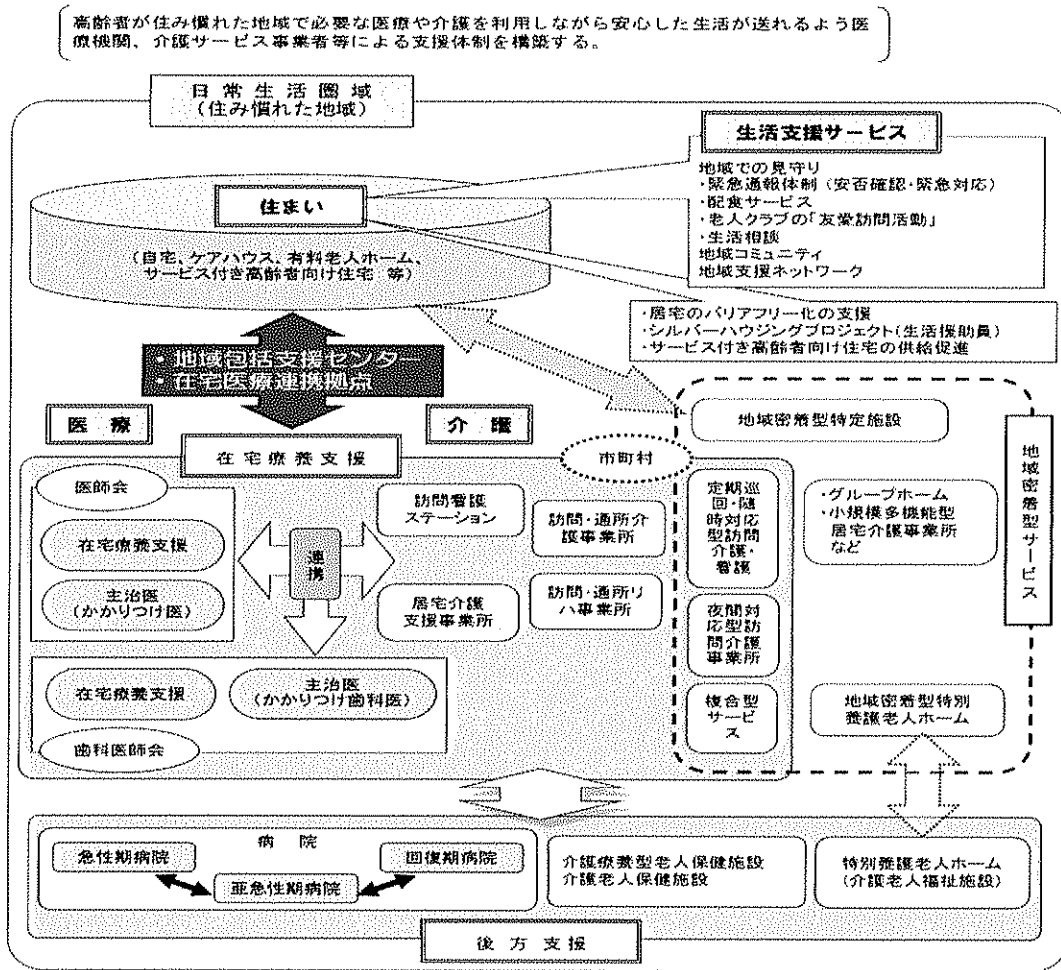 高齢者が住み慣れた地域で必要な医療や介護を利用しながら安心した生活が送れるよう医
療機関、介護サービス事業者等による支援体制を構築する。
日常生活圏域
(住み慣れた地域)
生活支援サービス
地域での見守り
・緊急通報体制(安否確認・緊急対応)
・配食サービス
・老人クラブの「友愛訪問活動」
・生活相談
地域コミュニティ
地域支援ネットワーク
住まい
(自宅、ケアハウス、有料老人ホーム、
サービス付き高齢者向け住宅 等)
・居宅のバリアフリー化の支援
・シルバーハウジングプロジェクト(生活援助員)
・サービス付き高齢者向け住宅の供給促進
・地域包括支援センター
・在宅医療連携拠点
医療
介護
在宅療養支援
市町村
地域密着型特定施設
地域密着型サービス
医師会
在宅療養支援
主治医
(かかりつけ医)
連携
訪問看護
ステーション
訪問・通所介
護事業所
居宅介護
支援事業所
訪問・通所リ
ハ事業所
定期巡
回・随
時対応
型訪問
介護・
看護
・グループホーム
・小規模多機能型
居宅介護事業所
など
夜間対
応型訪
問介護
事業所
複合型
サービ
ス
地域密着型特別
養護老人ホーム
在宅療養支援
主治医
(かかりつけ歯科医)
歯科医師会
病院
急性期病院
回復期病院
亜急性期病院
介護療養型老人保健施設
介護老人保健施設
特別養護老人ホーム
(介護老人福祉施設)
後方支援